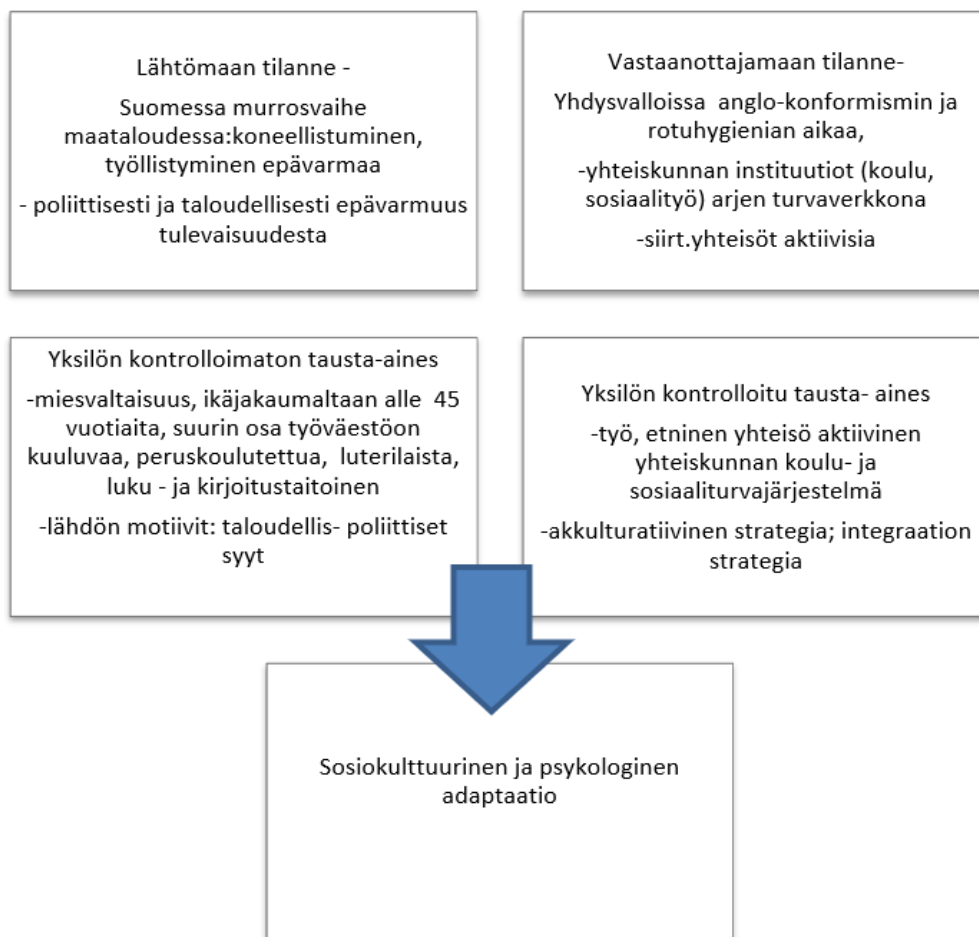 Lähtömaan tilanne -
Suomessa murrosvaihe
maataloudessa:koneellistuminen,
työllistyminen epävarmaa
- poliittisesti ja taloudellisesti epävarmuus
tulevaisuudesta
Vastaanottajamaan tilanne-
Yhdysvalloissa anglo-konformismin ja
rotuhygienian aikaa,
-yhteiskunnan instituutiot (koulu,
sosiaalityö) arjen turvaverkkona
-siirt.yhteisöt aktiivisia
Yksilön kontrolloimaton tausta-aines
-miesvaltaisuus, ikäjakaumaltaan alle 45
vuotiaita, suurin osa työväestöon
kuuluvaa, peruskoulutettua, luterilaista,
luku - ja kirjoitustaitoinen
-lähdön motiivit: taloudellis- poliittiset
syyt
Yksilön kontrolloitu tausta- aines
-työ, etninen yhteisö aktiivinen
yhteiskunnan koulu- ja
sosiaaliturvajärjestelmä
-akkulturatiivinen strategia; integraation
strategia
Sosiokulttuurinen ja psykologinen
adaptaatio